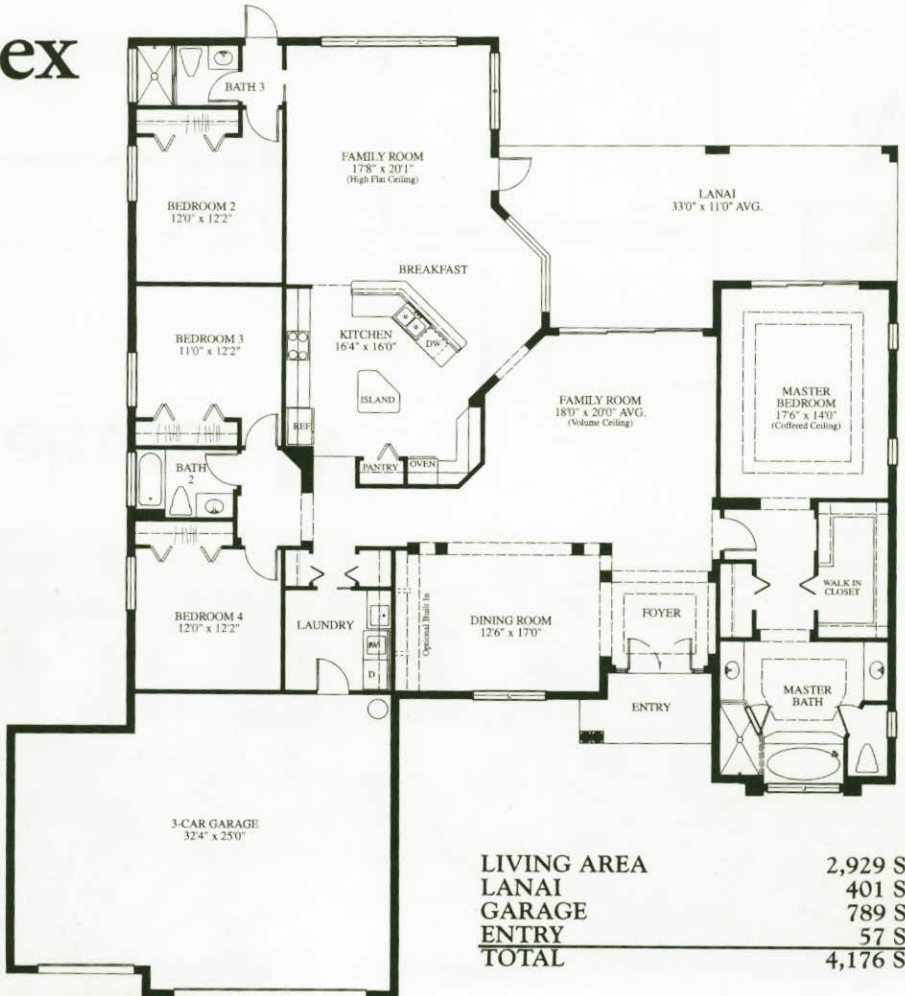 ex
BATH 3
FAMILY ROOM
17'8" x 20'1"
(High Flat Ceiling)
LANAI
33'0" x 11'0" AVG.
BEDROOM 2
12'0" x 12'2"
BREAKFAST
BEDROOM 3
11'0" x 12'2"
KITCHEN
16'4" x 16'0"
DW
ISLAND
REF
PANTRY
OVEN
FAMILY ROOM
18'0" x 20'0" AVG.
(Volume Ceiling)
MASTER
BEDROOM
17'6" x 14'0"
(Coffered Ceiling)
BATH
2
WALK IN
CLOSET
BEDROOM 4
12'0" x 12'2"
LAUNDRY
D
Optional Built In
DINING ROOM
12'6" x 17'0"
FOYER
ENTRY
MASTER
BATH
3-CAR GARAGE
32'4" x 25'0"
LIVING AREA 2,929 S
LANAI 401 S
GARAGE 789 S
ENTRY 57 S
TOTAL 4,176 S